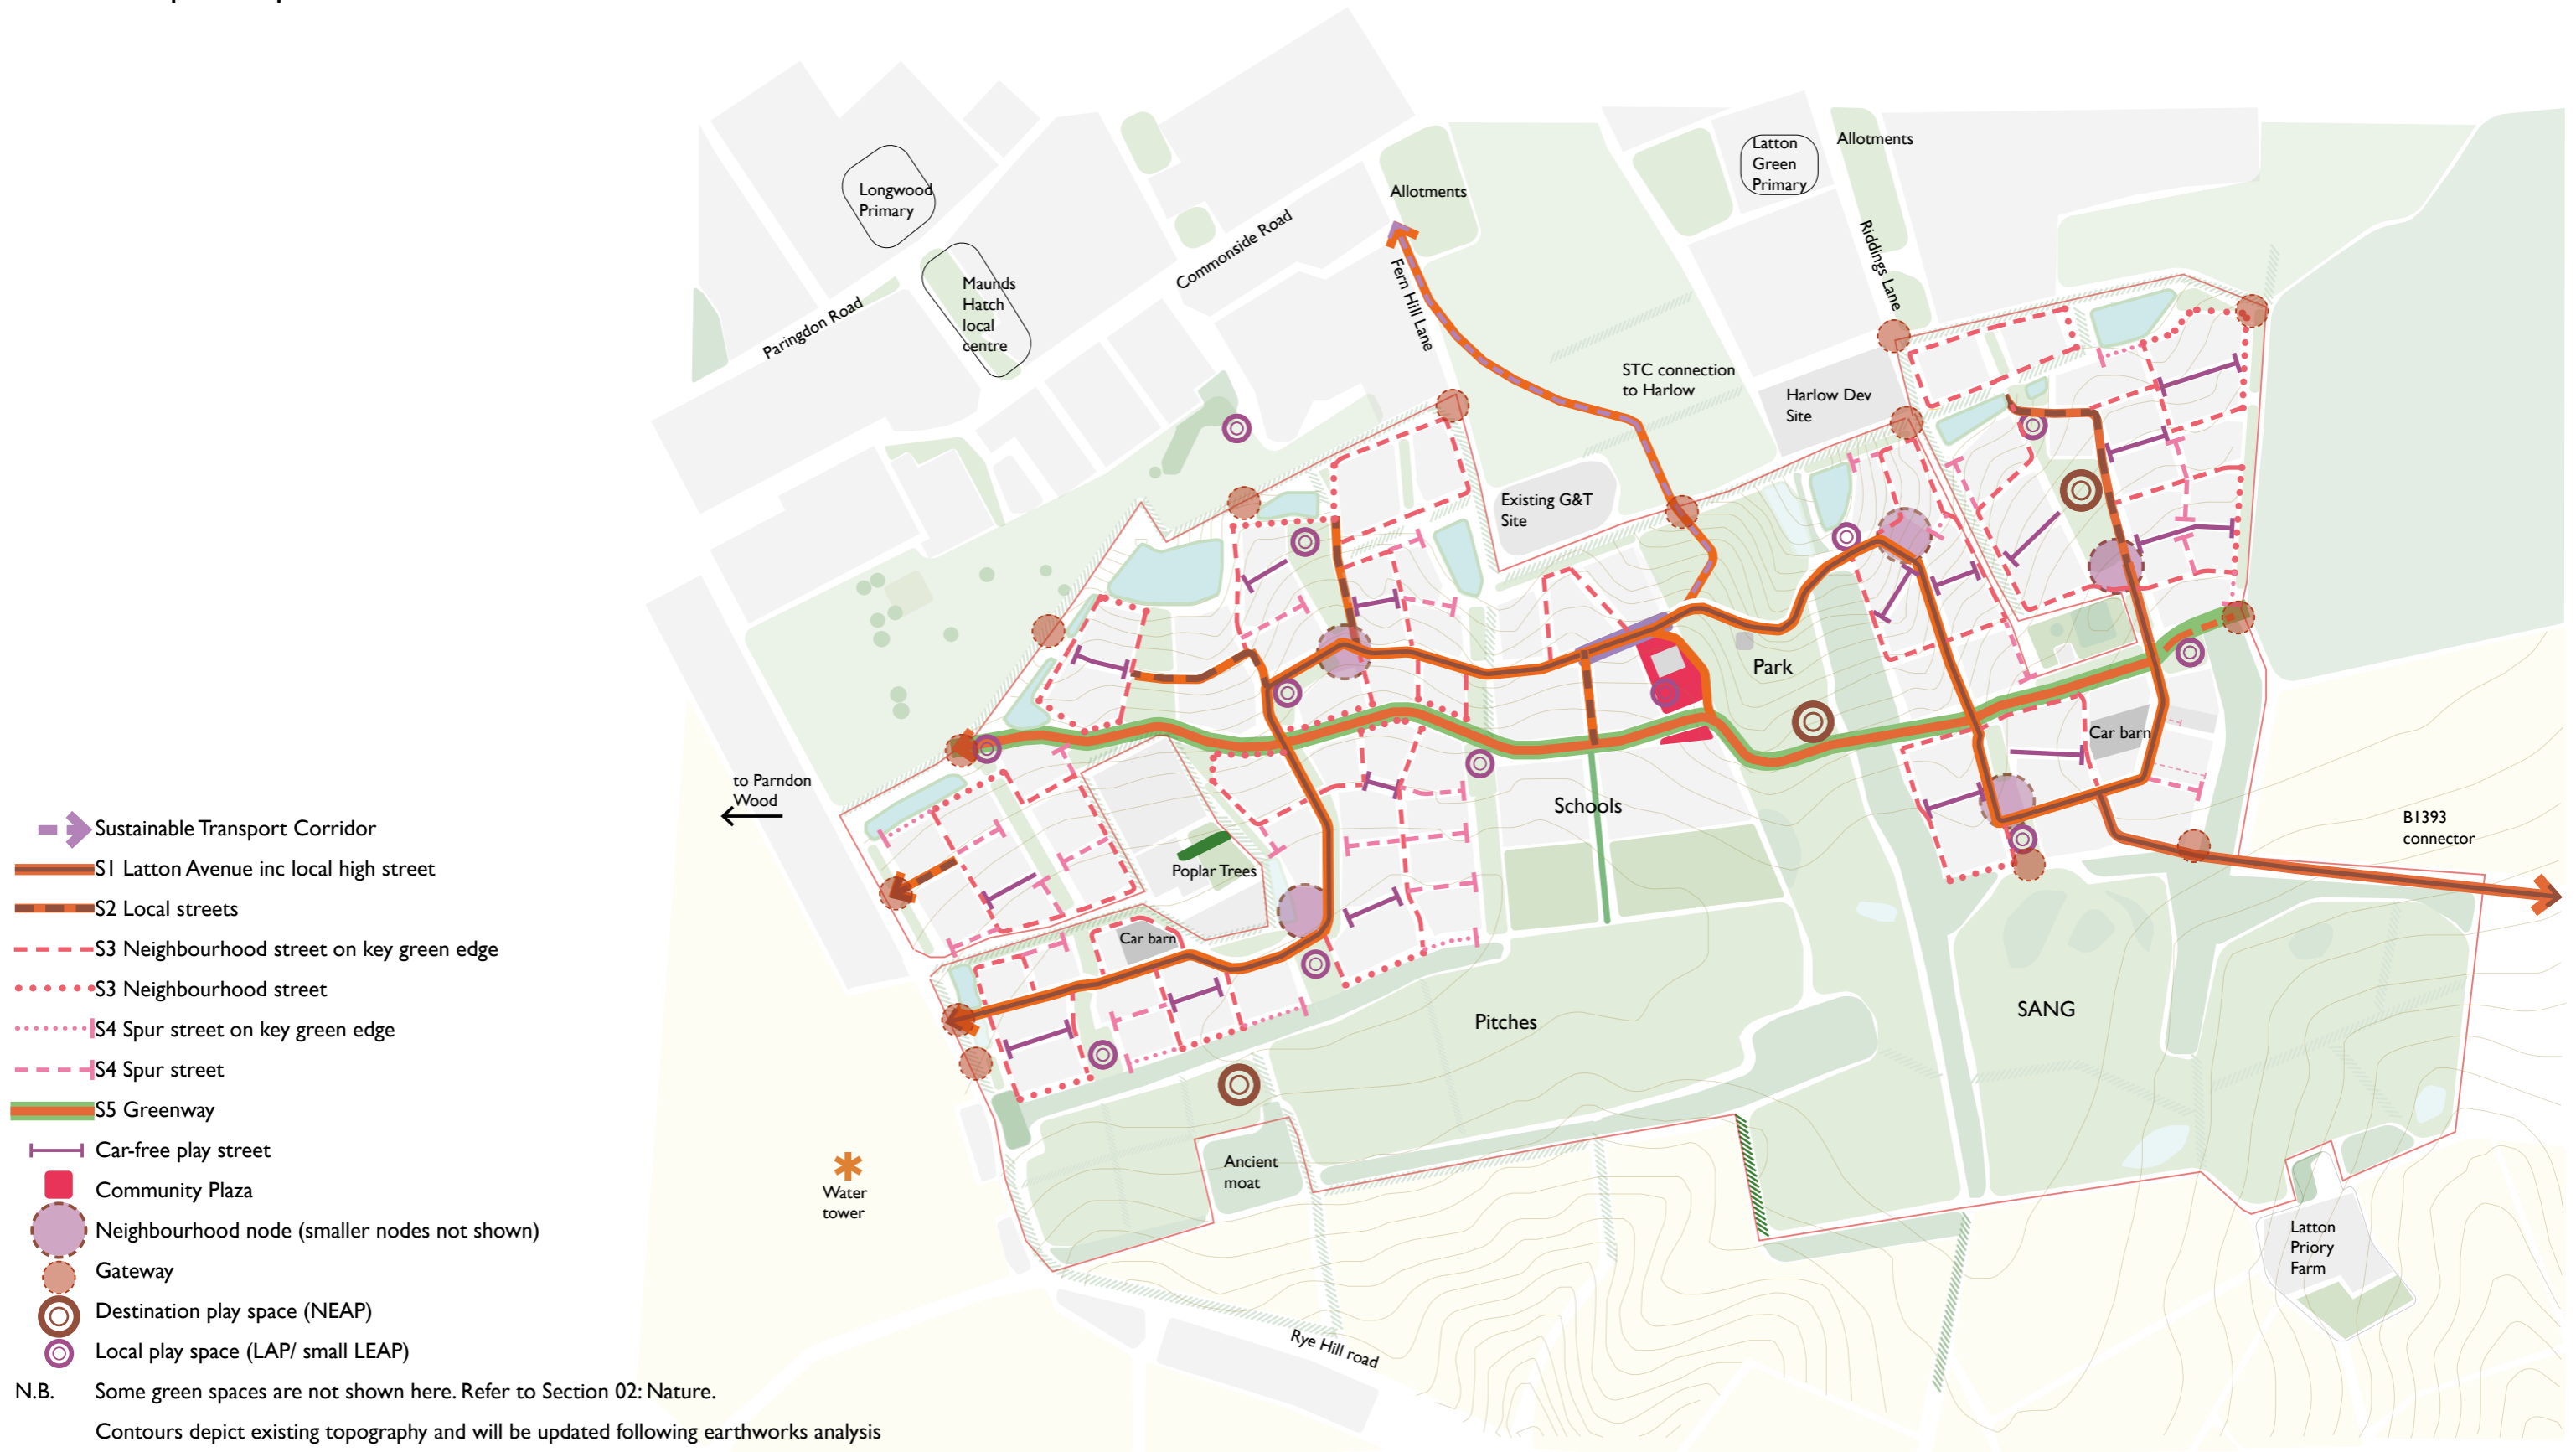 Longwood
Primary
Maunds
Hatch
local
centre
Paringdon Road
Commonside Road
Allotments
Fern Hill Lane
Latton
Green
Primary
Allotments
Riddings Lane
STC connection
to Harlow
Harlow Dev
Site
Existing G&T
Site
Park
Schools
Car barn
Poplar Trees
Car barn
to Parndon
Wood
B1393
connector
Pitches
SANG
Ancient
moat
Water
tower
Latton
Priory
Farm
Rye Hill road
Sustainable Transport Corridor
S1 Latton Avenue inc local high street
S2 Local streets
S3 Neighbourhood street on key green edge
S3 Neighbourhood street
S4 Spur street on key green edge
S4 Spur street
S5 Greenway
Car-free play street
Community Plaza
Neighbourhood node (smaller nodes not shown)
Gateway
Destination play space (NEAP)
Local play space (LAP/ small LEAP)
N.B. Some green spaces are not shown here. Refer to Section 02: Nature.
Contours depict existing topography and will be updated following earthworks analysis